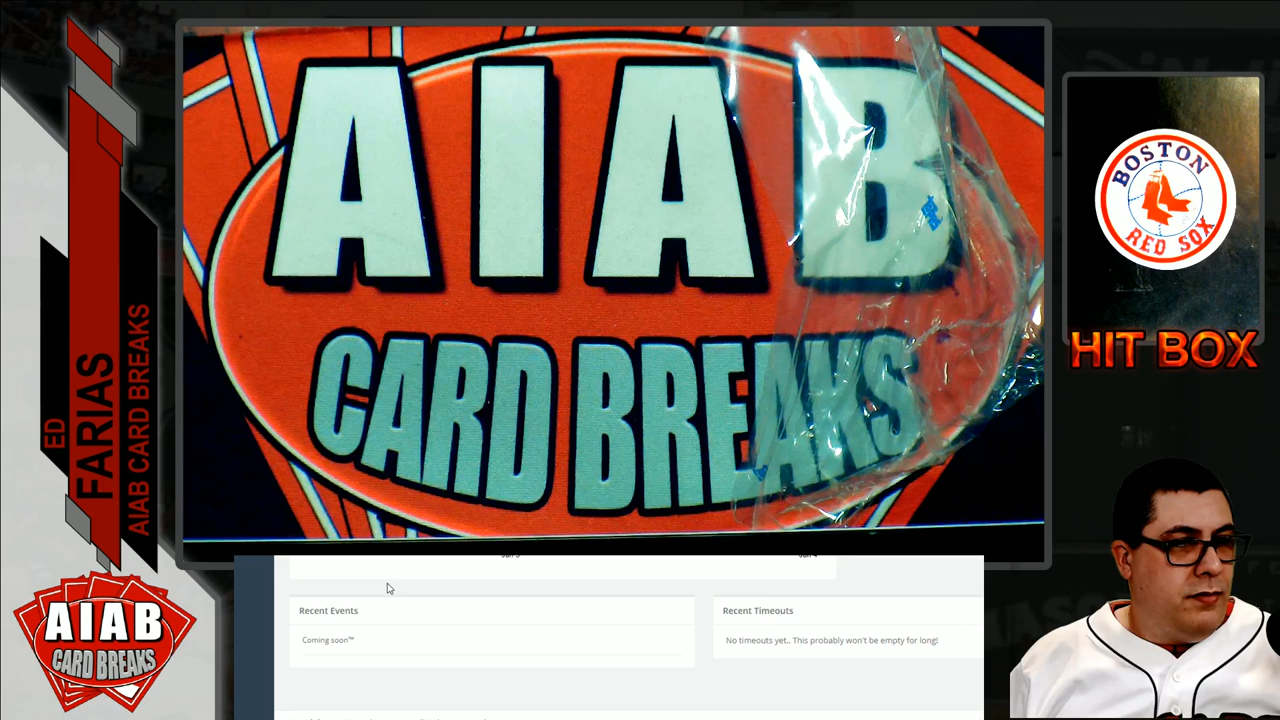 AIAB
CARD BREAKS
BOSTON
RED SOX
HIT BOX
ED
FARIAS
AIAB CARD BREAKS
AIAB
CARD BREAKS
Recent Events
Coming soon™
Recent Timeouts
No timeouts yet.. This probably won't be empty for long!